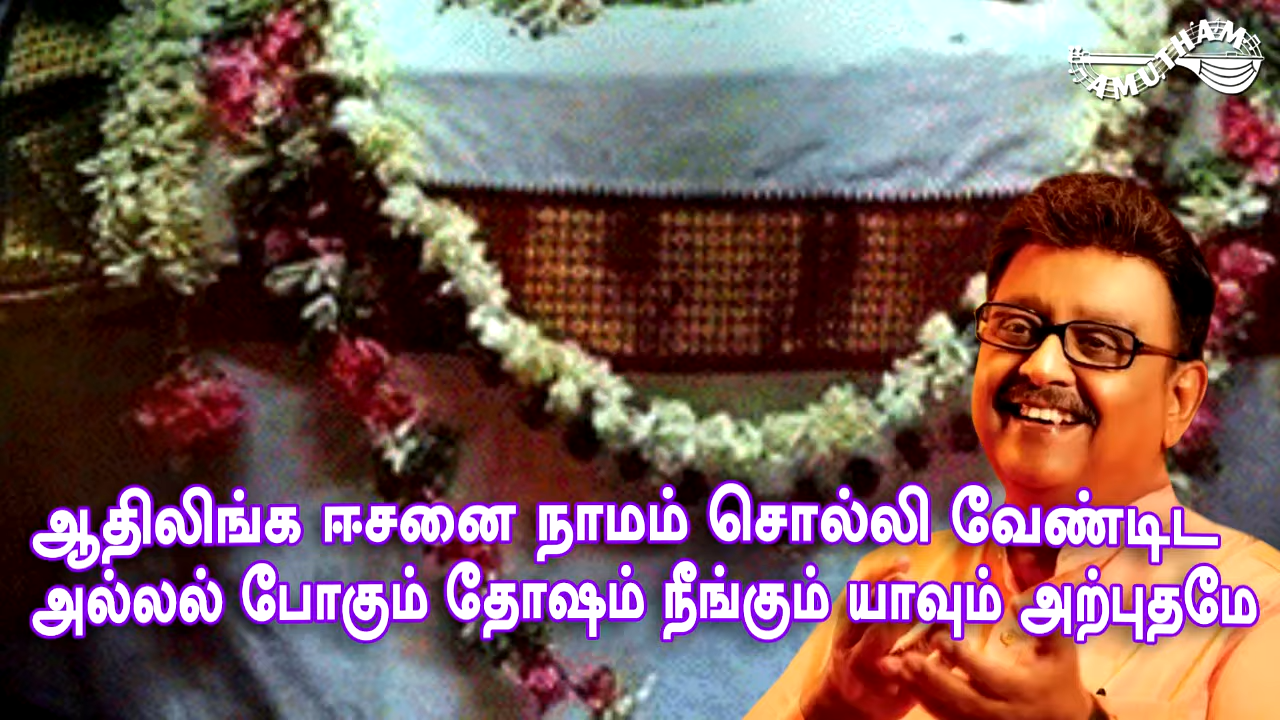 AMUTHAM
ஆதிலிங்க ஈசனை நாமம் சொல்லி வேண்டிட
அல்லல் போகும் தோஷம் நீங்கும் யாவும் அற்புதமே